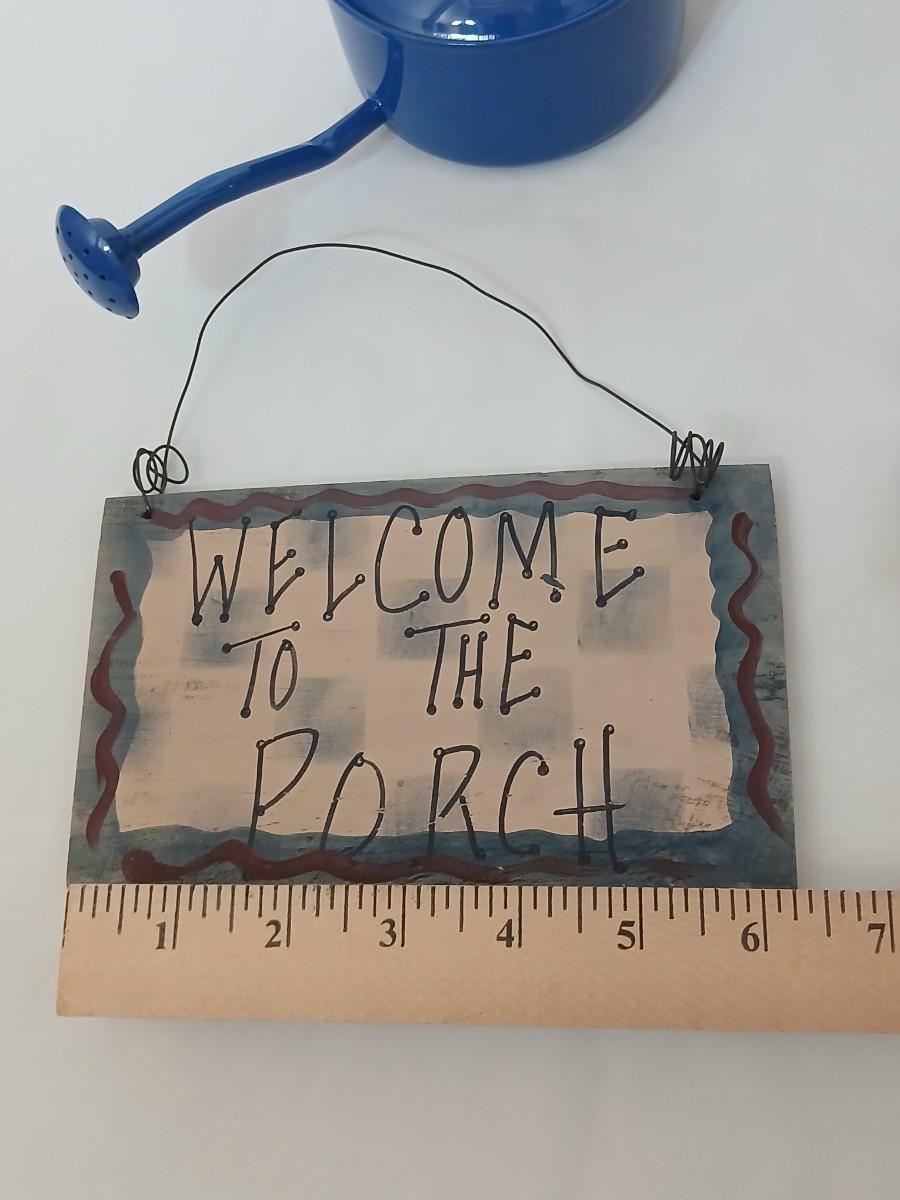 WELCOME
TO THE
PORCH
1 2 3 4 5 6 7